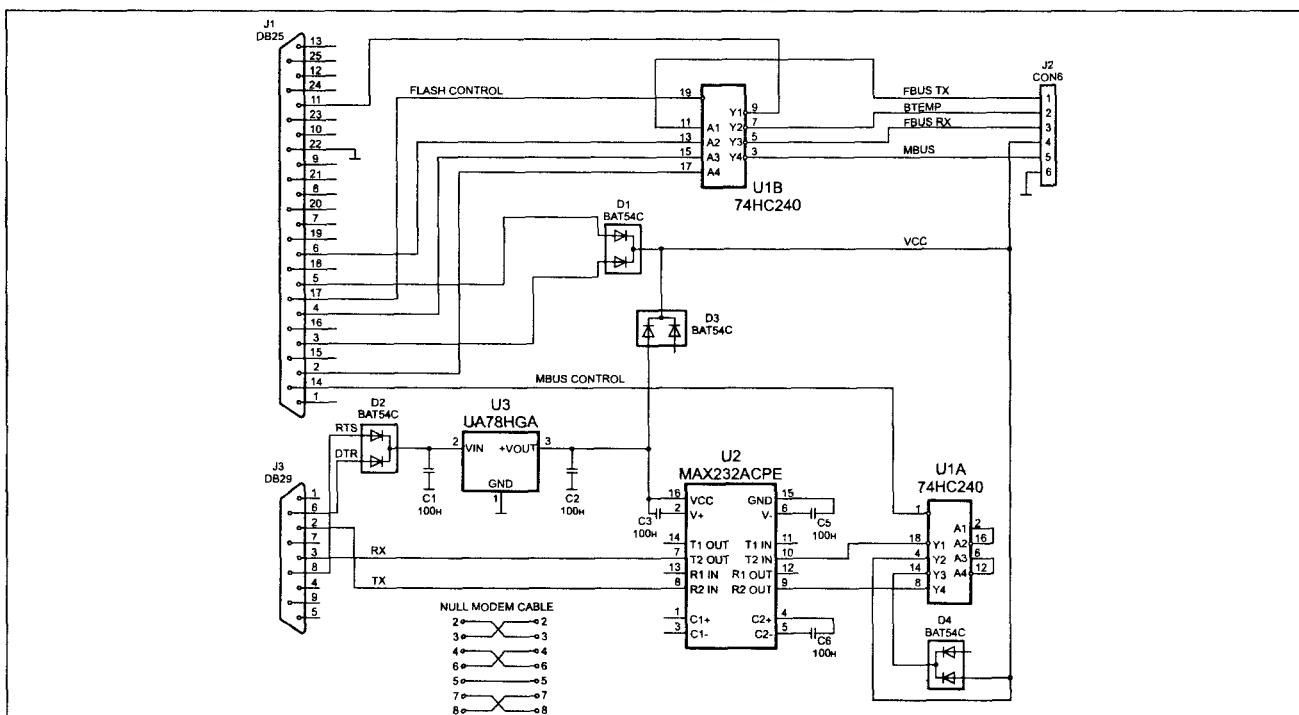 J1
DB25
13
25
12
24
11
23
10
22
9
21
8
20
7
19
6
18
5
17
4
16
3
15
2
14
1
FLASH CONTROL
19
11 A1
13 A2
15 A3
17 A4
Y1 9
Y2 7
Y3 5
Y4 3
U1B
74HC240
FBUS TX
BTEMP
FBUS RX
MBUS
J2
CON6
1
2
3
4
5
6
D1
BAT54C
VCC
D3
BAT54C
MBUS CONTROL
D2
BAT54C
RTS
DTR
J3
DB29
1
6
2
7
3
8
4
9
5
C1
100н
U3
UA78HGA
2 VIN +VOUT 3
GND
1
C2
100н
RX
TX
U2
MAX232ACPE
16 VCC GND 15
2 V+ V- 6
C3
100н
C5
100н
14 T1 OUT T1 IN 11
7 T2 OUT T2 IN 10
13 R1 IN R1 OUT 12
8 R2 IN R2 OUT 9
1 C1+ C2+ 4
3 C1- C2- 5
C6
100н
U1A
74HC240
1
18 Y1
4 Y2
14 Y3
8 Y4
A1 2
A2 16
A3 6
A4 12
D4
BAT54C
NULL MODEM CABLE
2 2
3 3
4 4
6 6
5 5
7 7
8 8